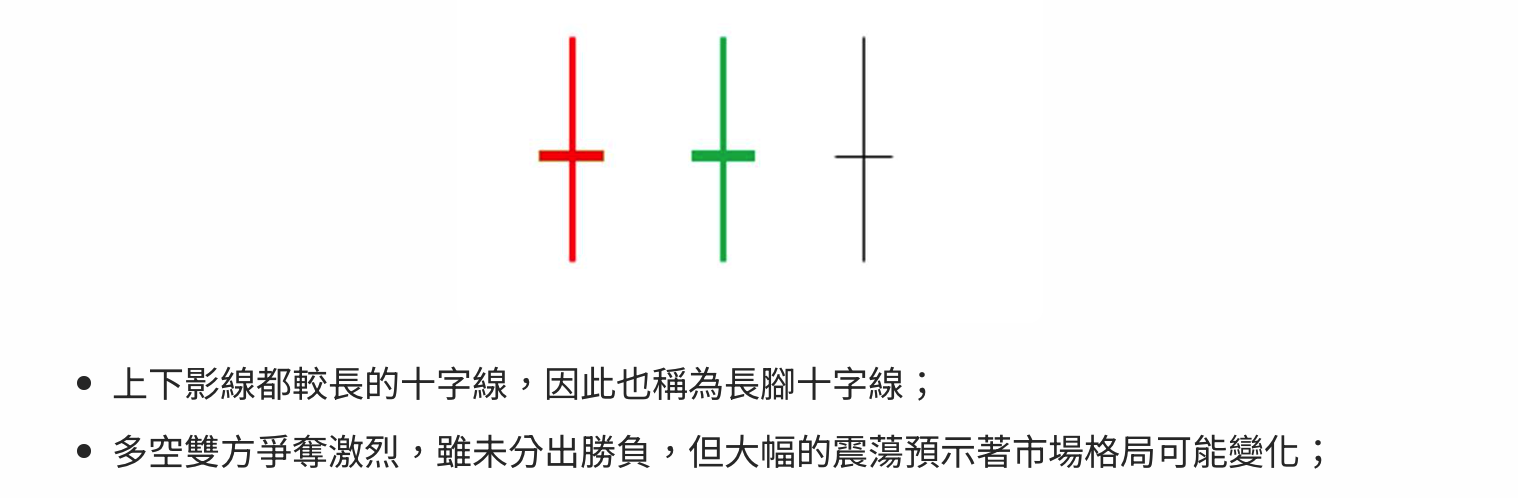 • 上下影線都較長的十字線，因此也稱為長腳十字線；
• 多空雙方爭奪激烈，雖未分出勝負，但大幅的震蕩預示著市場格局可能變化；